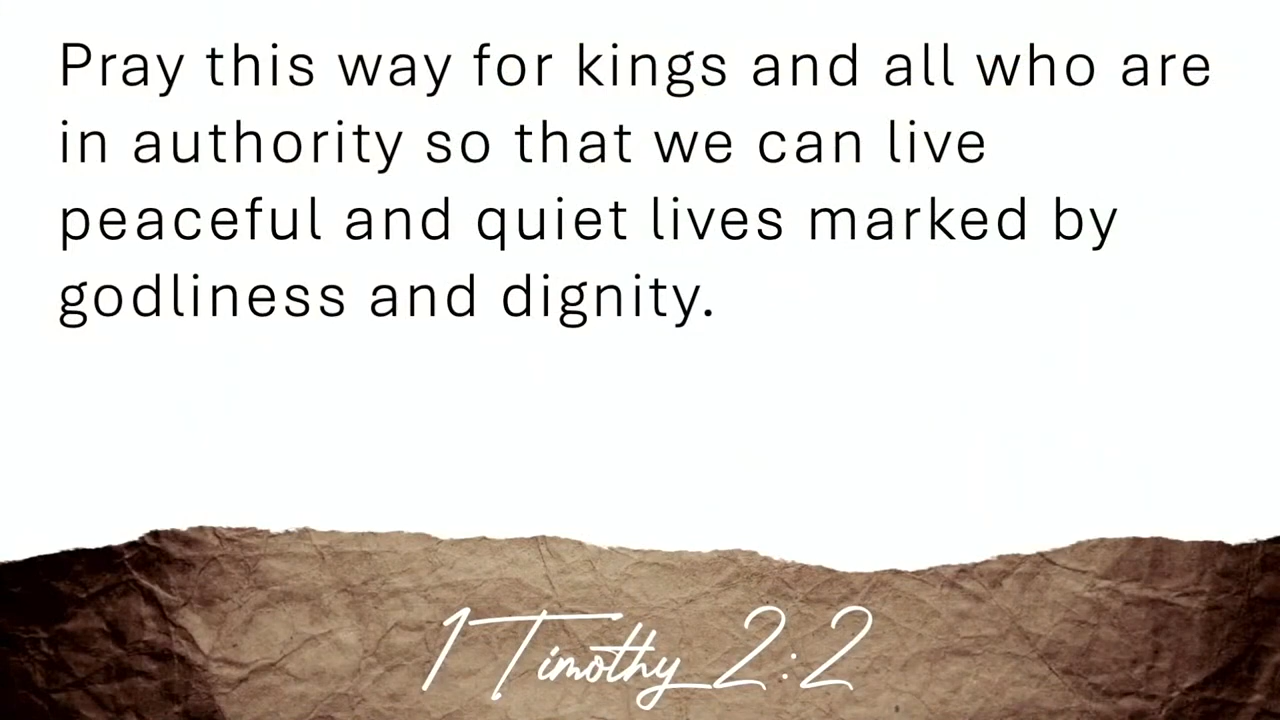 Pray this way for kings and all who are
in authority so that we can live
peaceful and quiet lives marked by
godliness and dignity.
1 Timothy 2:2